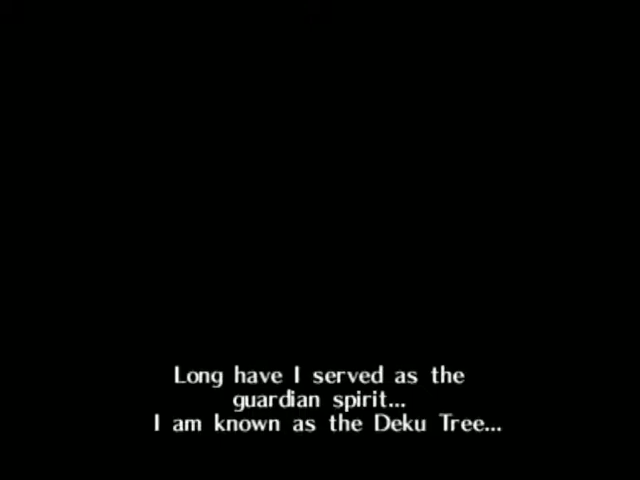 Long have I served as the
guardian spirit...
I am known as the Deku Tree...